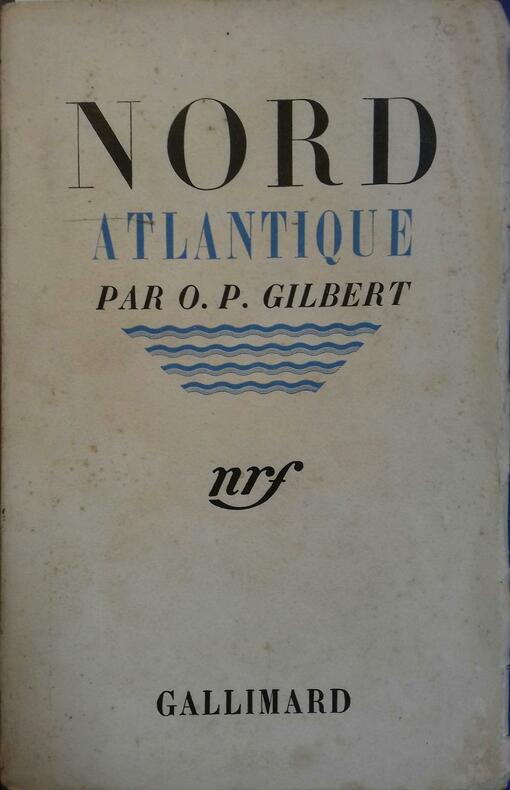 NORD
ATLANTIQUE
PAR O. P. GILBERT
nrf
GALLIMARD